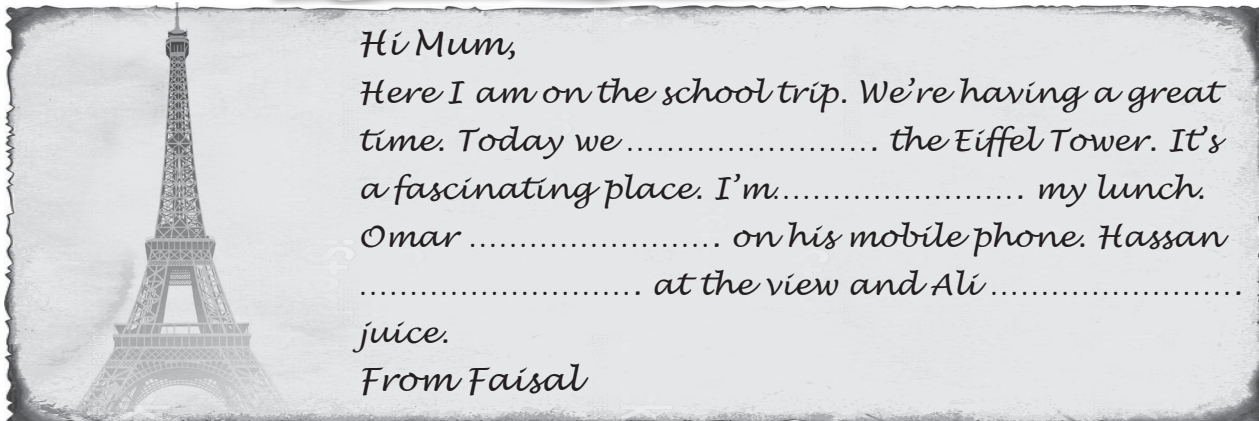 Hi Mum,
Here I am on the school trip. We're having a great
time. Today we ......................... the Eiffel Tower. It's
a fascinating place. I'm......................... my lunch.
Omar ......................... on his mobile phone. Hassan
............................ at the view and Ali .........................
juice.
From Faisal